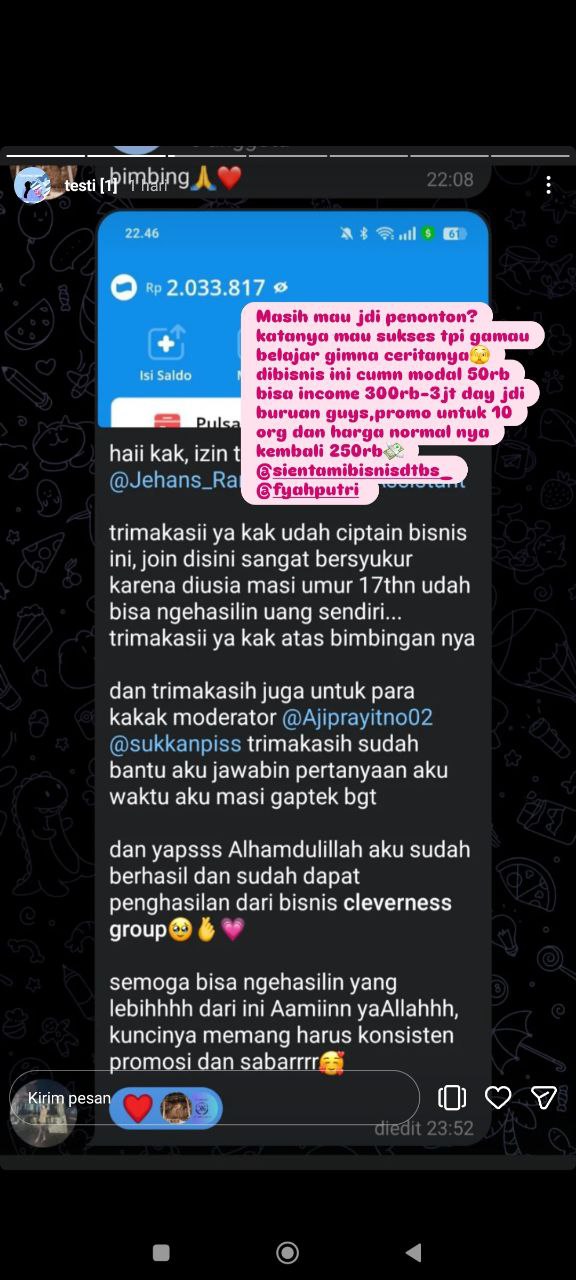 bimbing🙏❤️
testi [1] 1 hari
22:08
22.46
61
Rp 2.033.817
Isi Saldo
Pulsa
Masih mau jdi penonton?
katanya mau sukses tpi gamau
belajar gimna ceritanya🫣
dibisnis ini cumn modal 50rb
bisa income 300rb-3jt day jdi
buruan guys,promo untuk 10
org dan harga normal nya
kembali 250rb💸
@sientamibisnisdtbs_
@fyahputri
haii kak, izin
trimakasii ya kak udah ciptain bisnis
ini, join disini sangat bersyukur
karena diusia masi umur 17thn udah
bisa ngehasilin uang sendiri...
trimakasii ya kak atas bimbingan nya
dan trimakasih juga untuk para
kakak moderator @Ajiprayitno02
@sukkanpiss trimakasih sudah
bantu aku jawabin pertanyaan aku
waktu aku masi gaptek bgt
dan yapsss Alhamdulillah aku sudah
berhasil dan sudah dapat
penghasilan dari bisnis cleverness
group🥹🫰💗
semoga bisa ngehasilin yang
lebihhhh dari ini Aamiinn yaAllahhh,
kuncinya memang harus konsisten
promosi dan sabarrrr🥰
Kirim pesan
diedit 23:52